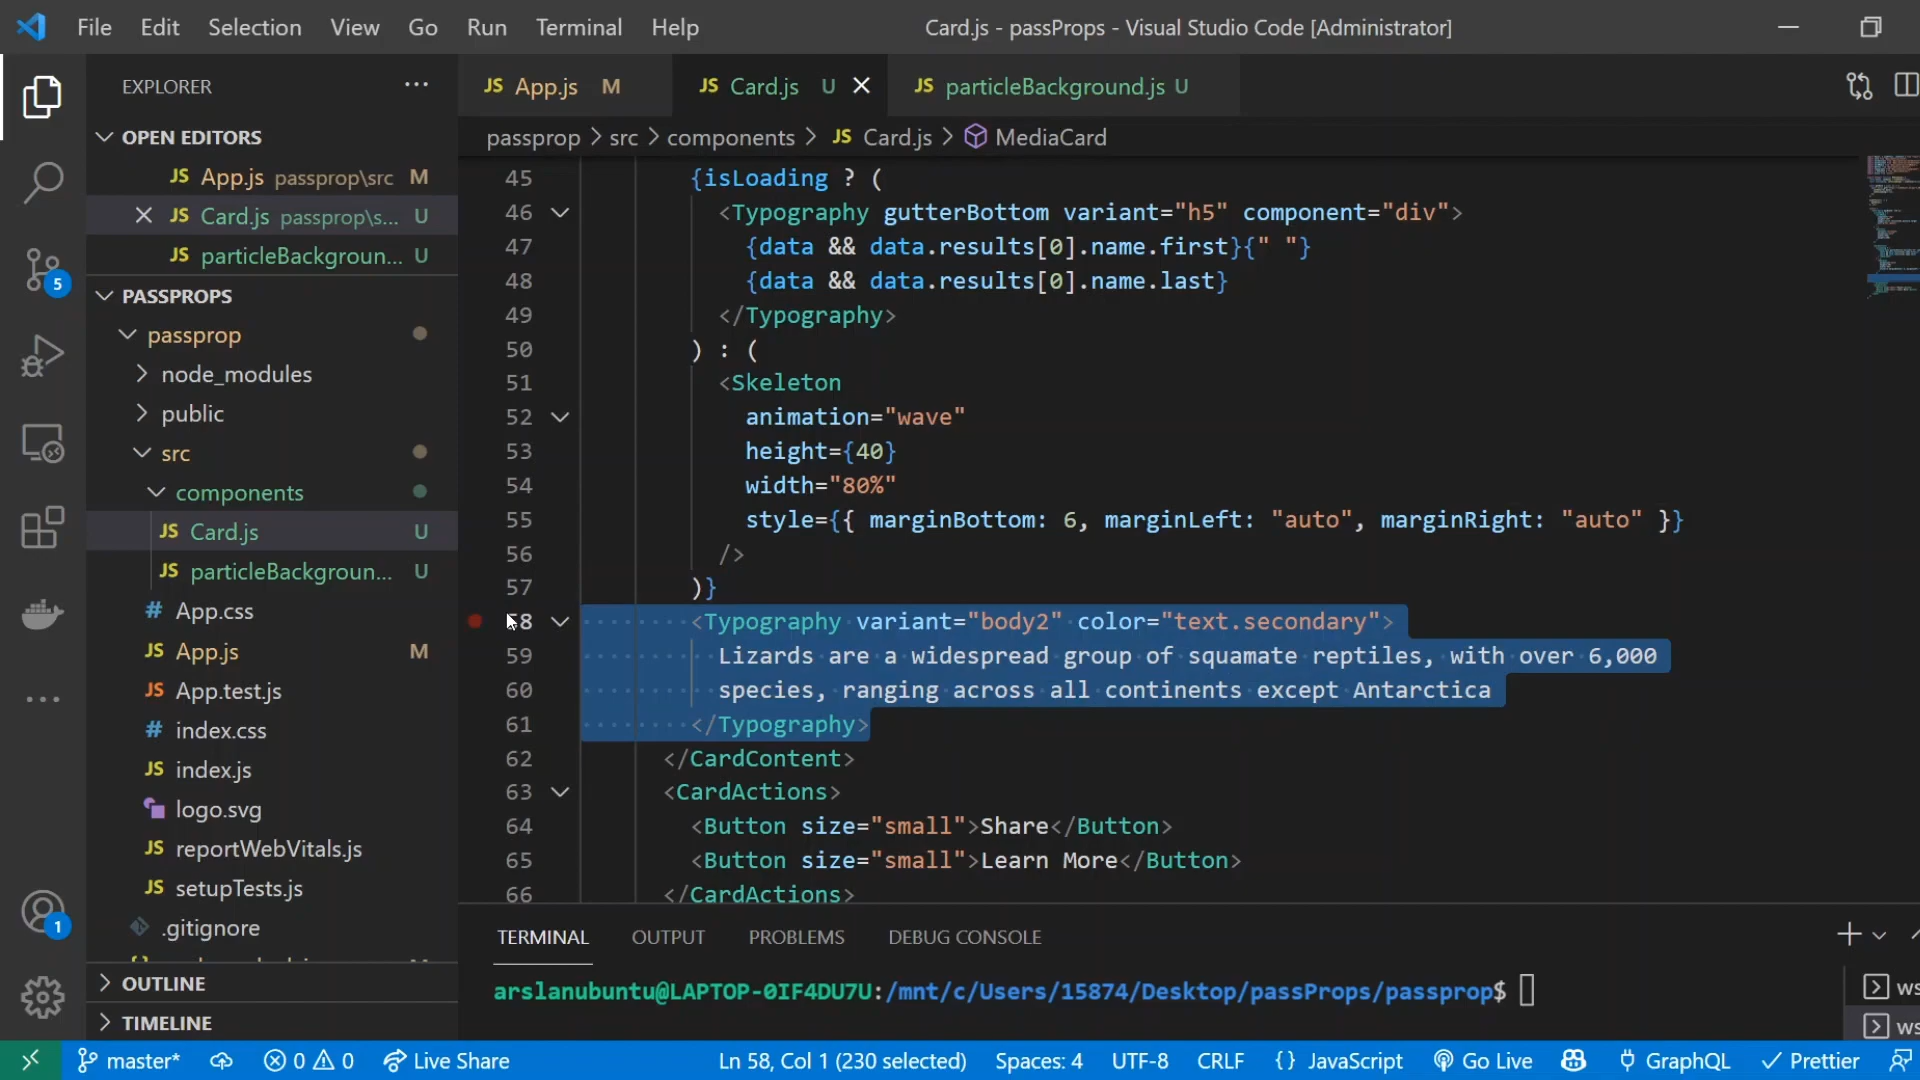 File Edit Selection View Go Run Terminal Help
Card.js - passProps - Visual Studio Code [Administrator]
EXPLORER
JS App.js M
JS Card.js U
JS particleBackground.js U
OPEN EDITORS
JS App.js passprop\src M
JS Card.js passprop\s... U
JS particleBackgroun... U
PASSPROPS
passprop
node_modules
public
src
components
JS Card.js U
JS particleBackgroun... U
# App.css
JS App.js M
JS App.test.js
# index.css
JS index.js
logo.svg
JS reportWebVitals.js
JS setupTests.js
.gitignore
OUTLINE
TIMELINE
5
1
passprop > src > components > JS Card.js > MediaCard
45 {isLoading ? (
46 <Typography gutterBottom variant="h5" component="div">
47 {data && data.results[0].name.first}{" "}
48 {data && data.results[0].name.last}
49 </Typography>
50 ) : (
51 <Skeleton
52 animation="wave"
53 height={40}
54 width="80%"
55 style={{ marginBottom: 6, marginLeft: "auto", marginRight: "auto" }}
56 />
57 )}
58 <Typography variant="body2" color="text.secondary">
59 Lizards are a widespread group of squamate reptiles, with over 6,000
60 species, ranging across all continents except Antarctica
61 </Typography>
62 </CardContent>
63 <CardActions>
64 <Button size="small">Share</Button>
65 <Button size="small">Learn More</Button>
66 </CardActions>
TERMINAL OUTPUT PROBLEMS DEBUG CONSOLE
arslanubuntu@LAPTOP-0IF4DU7U:/mnt/c/Users/15874/Desktop/passProps/passprop$
ws
ws
master* 0 0 Live Share Ln 58, Col 1 (230 selected) Spaces: 4 UTF-8 CRLF {} JavaScript Go Live GraphQL Prettier